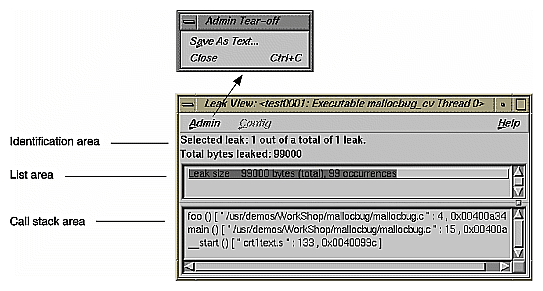 Admin Tear-off
Save As Text...
Close Ctrl+C
Leak View: <test0001: Executable mallocbug_cv Thread 0>
Admin Config Help
Identification area
Selected leak: 1 out of a total of 1 leak.
Total bytes leaked: 99000
List area
Leak size 99000 bytes (total), 99 occurrences
Call stack area
foo () [ "/usr/demos/WorkShop/mallocbug/mallocbug.c" : 4 , 0x00400a34
main () [ "/usr/demos/WorkShop/mallocbug/mallocbug.c" : 15 , 0x00400a
__start () [ "crt1text.s" : 133 , 0x0040099c ]